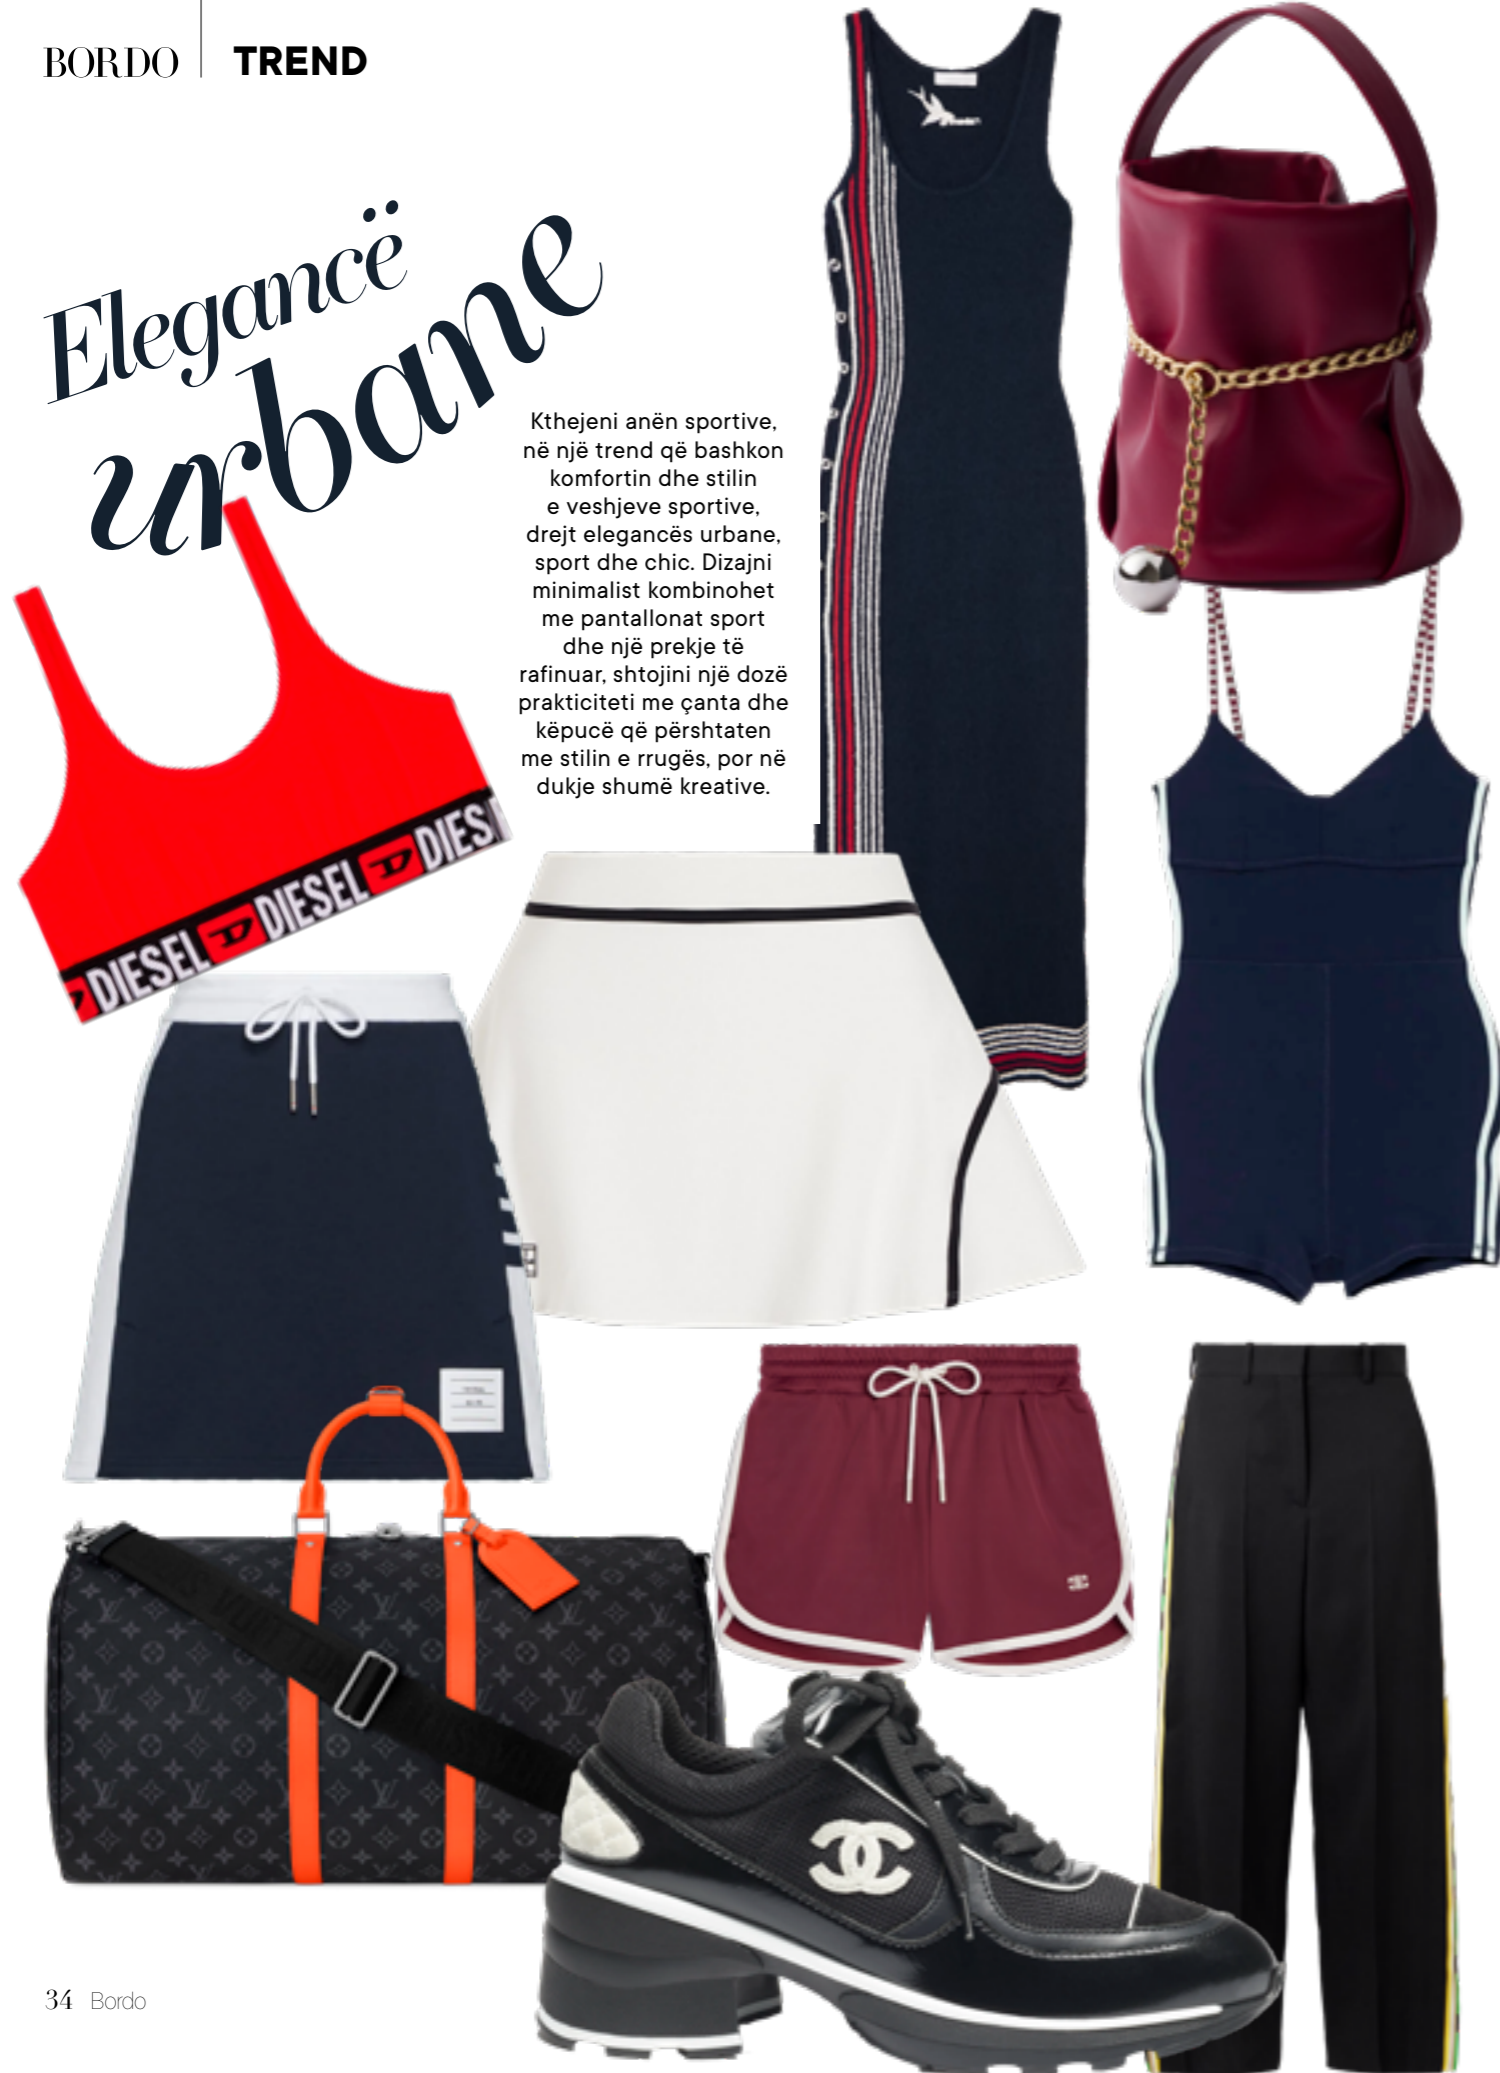 BORDO
TREND
Elegancë
urbane
Kthejeni anën sportive,
në një trend që bashkon
komfortin dhe stilin
e veshjeve sportive,
drejt elegancës urbane,
sport dhe chic. Dizajni
minimalist kombinohet
me pantallonat sport
dhe një prekje të
rafinuar, shtojini një dozë
prakticiteti me çanta dhe
këpucë që përshtaten
me stilin e rrugës, por në
dukje shumë kreative.
DIESEL D DIESEL D DIES
34 Bordo